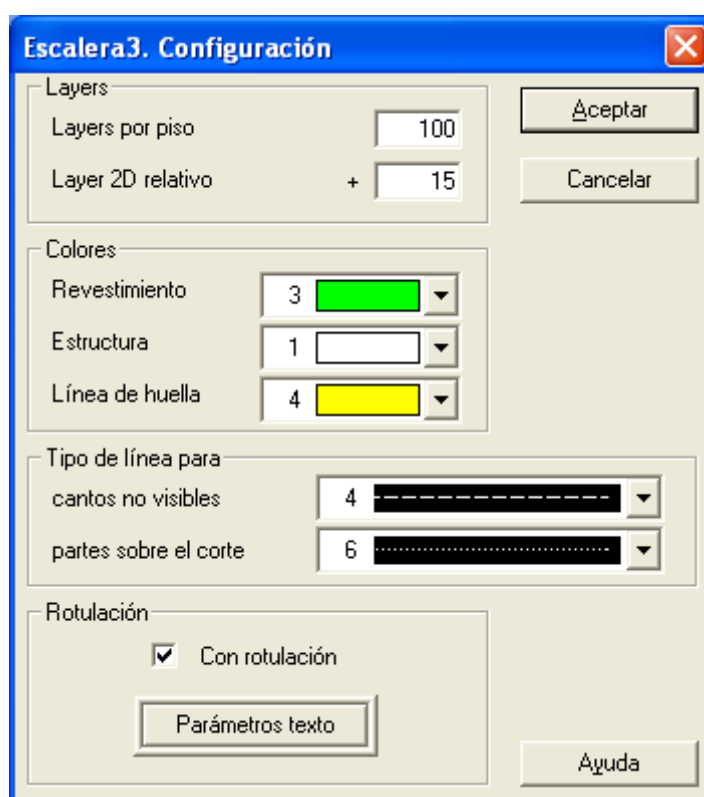 Escalera3. Configuración
Layers
Layers por piso 100
Layer 2D relativo + 15
Aceptar
Cancelar
Colores
Revestimiento 3
Estructura 1
Línea de huella 4
Tipo de línea para
cantos no visibles 4
partes sobre el corte 6
Rotulación
Con rotulación
Parámetros texto
Ayuda